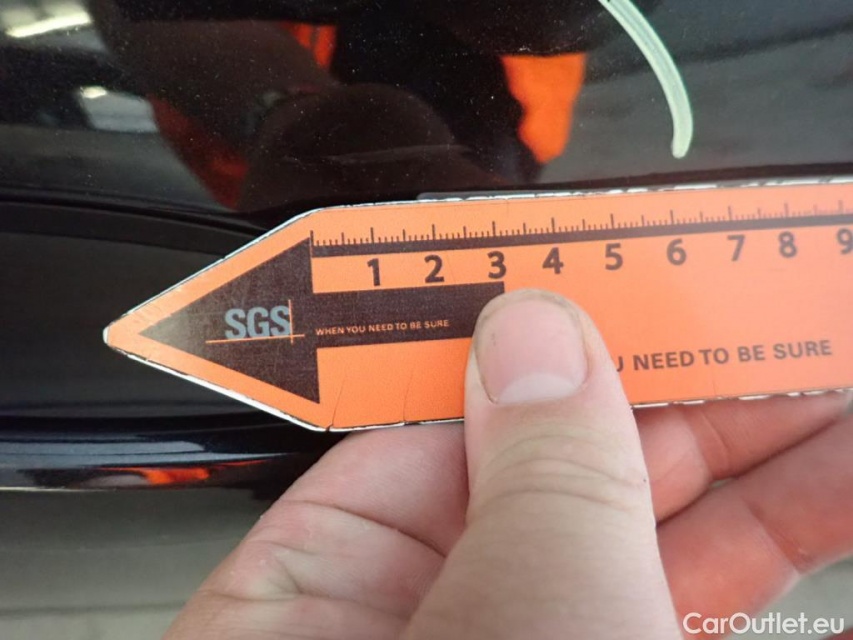 1 2 3 4 5 6 7 8 9
SGS WHEN YOU NEED TO BE SURE
NEED TO BE SURE
CarOutlet.eu